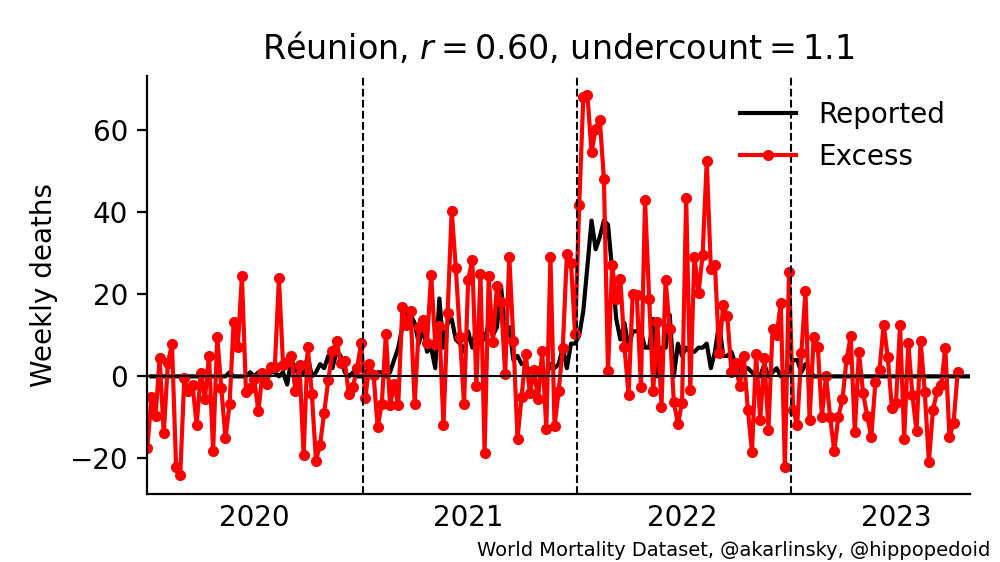 Réunion, r = 0.60, undercount = 1.1
Reported
Excess
Weekly deaths
60
40
20
0
−20
2020 2021 2022 2023
World Mortality Dataset, @akarlinsky, @hippopedoid